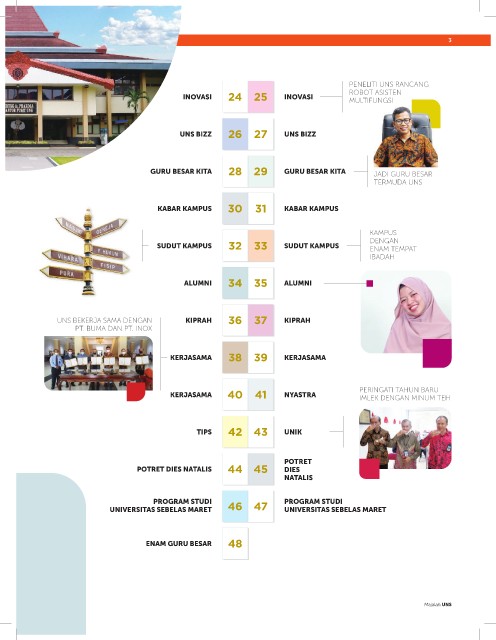 3
PENELITI UNS RANCANG
ROBOT ASISTEN
MULTIFUNGSI
INOVASI 24 25 INOVASI
UNS BIZZ 26 27 UNS BIZZ
GURU BESAR KITA 28 29 GURU BESAR KITA
JADI GURU BESAR
TERMUDA UNS
KABAR KAMPUS 30 31 KABAR KAMPUS
KAMPUS
DENGAN
ENAM TEMPAT
IBADAH
SUDUT KAMPUS 32 33 SUDUT KAMPUS
GEREJA
VIHARA
PURA
ALUMNI 34 35 ALUMNI
UNS BEKERJA SAMA DENGAN
PT. BUMA DAN PT. INOX
KIPRAH 36 37 KIPRAH
KERJASAMA 38 39 KERJASAMA
PERINGATI TAHUN BARU
IMLEK DENGAN MINUM TEH
KERJASAMA 40 41 NYASTRA
TIPS 42 43 UNIK
POTRET DIES NATALIS 44 45 POTRET
DIES
NATALIS
PROGRAM STUDI
UNIVERSITAS SEBELAS MARET 46 47 PROGRAM STUDI
UNIVERSITAS SEBELAS MARET
ENAM GURU BESAR 48
Majalah UNS